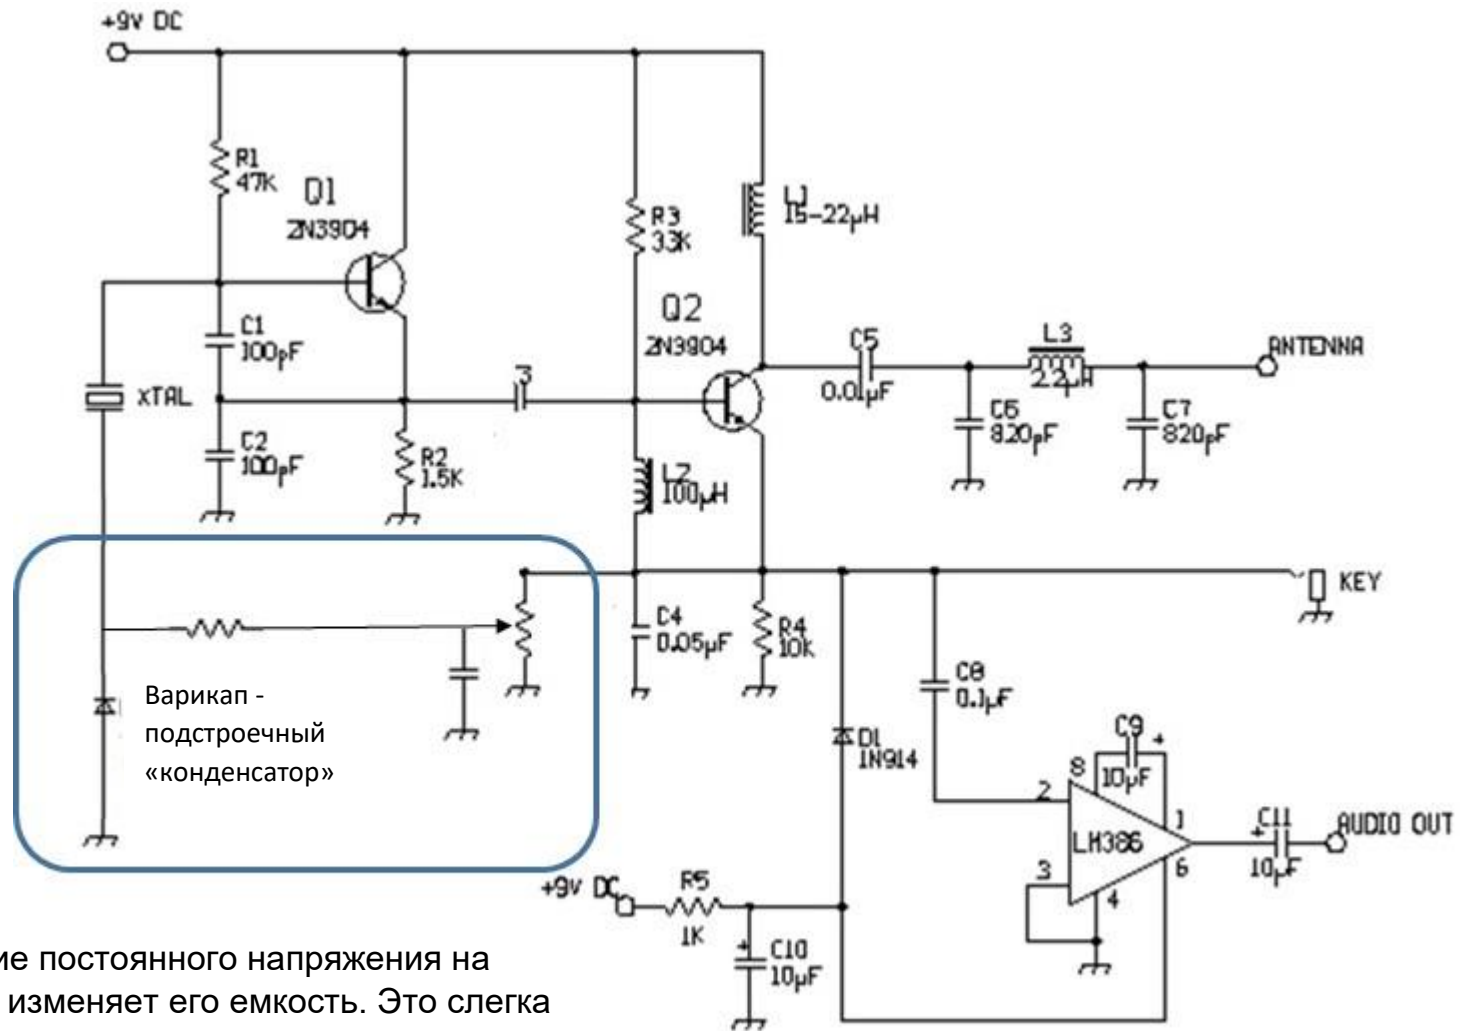 +9V DC
R1
47K
Q1
2N3904
R3
33K
L1
15-22µH
Q2
2N3904
C1
100pF
XTAL
3
C5
0.01µF
L3
2.2µH
ANTENNA
C2
100pF
R2
1.5K
L2
100µH
C6
820pF
C7
820pF
KEY
C4
0.05µF
R4
10K
C8
0.1µF
Варикап -
подстроечный
«конденсатор»
D1
1N914
C9
+
10µF
8
2
LM386
1
3
4
6
+
C11
10µF
AUDIO OUT
+9V DC
R5
1K
+
C10
10µF
ие постоянного напряжения на
изменяет его емкость. Это слегка